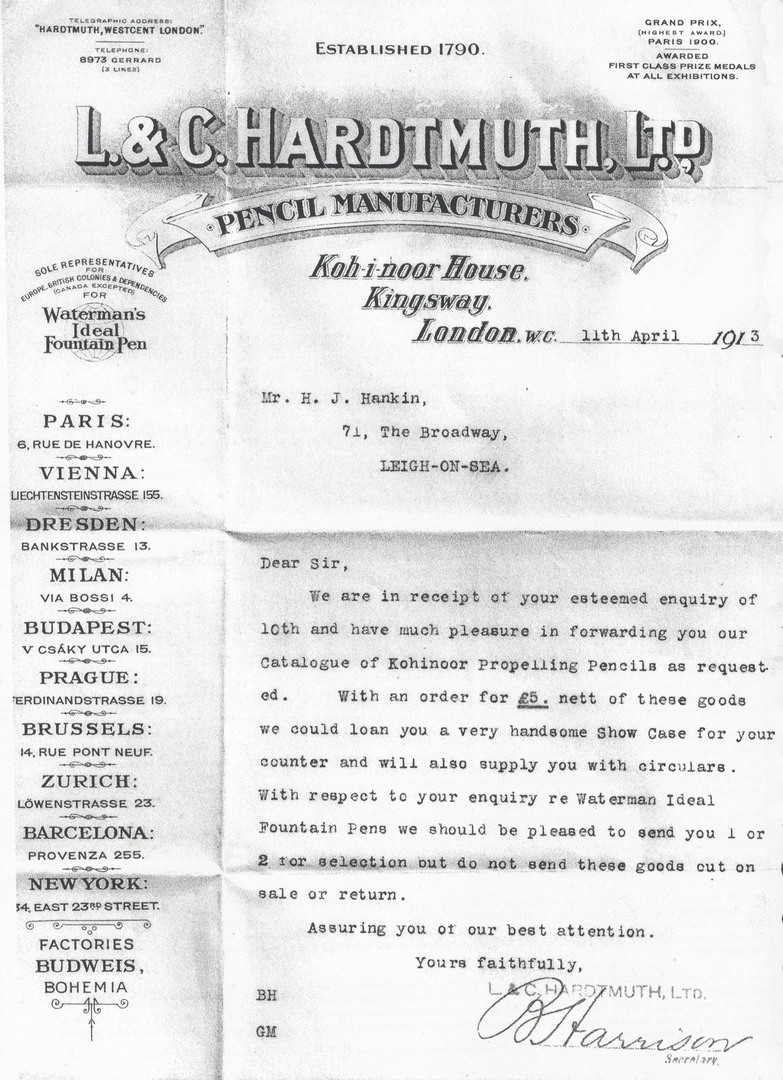 TELEGRAPHIC ADDRESS:
"HARDTMUTH, WESTCENT LONDON."
TELEPHONE:
8973 GERRARD
(3 LINES)
ESTABLISHED 1790.
GRAND PRIX,
(HIGHEST AWARD)
PARIS 1900.
AWARDED
FIRST CLASS PRIZE MEDALS
AT ALL EXHIBITIONS.
L. & C. HARDTMUTH, LTD.
PENCIL MANUFACTURERS
Koh-i-noor House,
Kingsway,
London, W.C. 11th April 1913
SOLE REPRESENTATIVES
FOR
EUROPE, BRITISH COLONIES & DEPENDENCIES
(CANADA EXCEPTED)
FOR
Waterman's
Ideal
Fountain Pen
PARIS:
6, RUE DE HANOVRE.
VIENNA:
LIECHTENSTEINSTRASSE 155.
DRESDEN:
BANKSTRASSE 13.
MILAN:
VIA BOSSI 4.
BUDAPEST:
V CSÁKY UTCA 15.
PRAGUE:
FERDINANDSTRASSE 19.
BRUSSELS:
14, RUE PONT NEUF.
ZURICH:
LÖWENSTRASSE 23.
BARCELONA:
PROVENZA 255.
NEW YORK:
34, EAST 23RD STREET.
FACTORIES
BUDWEIS,
BOHEMIA
Mr. H. J. Hankin,
71, The Broadway,
LEIGH-ON-SEA.
Dear Sir,
We are in receipt of your esteemed enquiry of
10th and have much pleasure in forwarding you our
Catalogue of Kohinoor Propelling Pencils as request-
ed. With an order for £5. nett of these goods
we could loan you a very handsome Show Case for your
counter and will also supply you with circulars.
With respect to your enquiry re Waterman Ideal
Fountain Pens we should be pleased to send you 1 or
2 for selection but do not send these goods out on
sale or return.
Assuring you of our best attention.
Yours faithfully,
BH
GM
L. & C. HARDTMUTH, LTD.
B Harrison
Secretary.